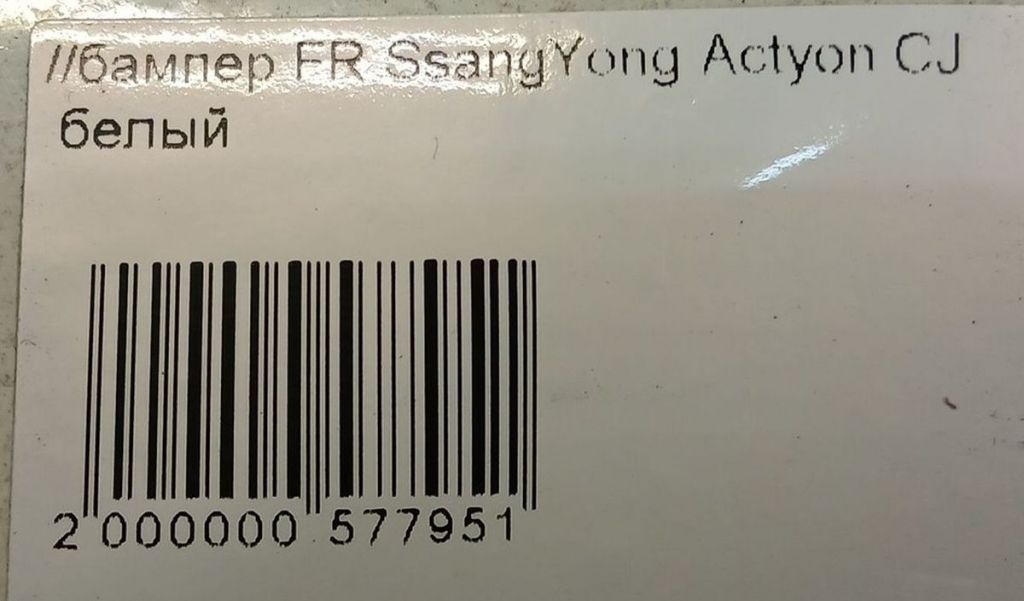 //бампер FR SsangYong Actyon CJ
белый
2 000000 577951